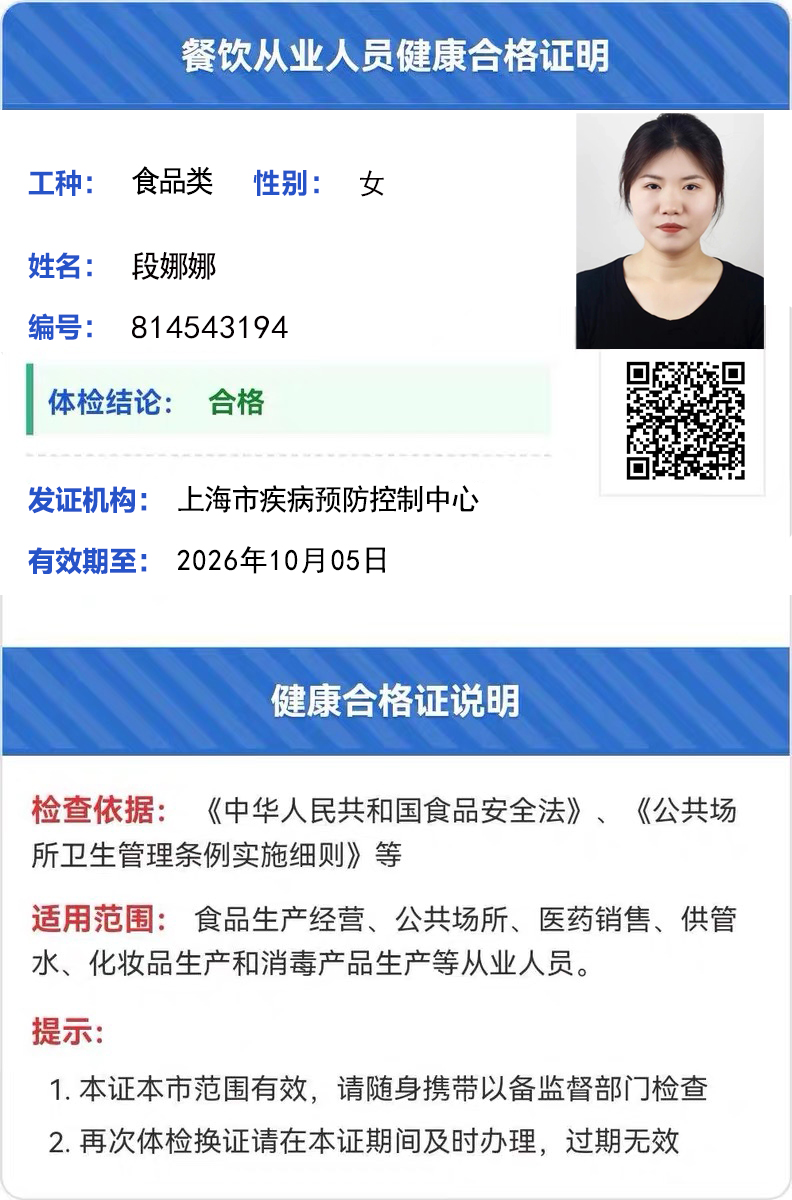 餐饮从业人员健康合格证明
工种： 食品类 性别： 女
姓名： 段娜娜
编号： 814543194
体检结论： 合格
发证机构： 上海市疾病预防控制中心
有效期至： 2026年10月05日
健康合格证说明
检查依据： 《中华人民共和国食品安全法》、《公共场
所卫生管理条例实施细则》等
适用范围： 食品生产经营、公共场所、医药销售、供管
水、化妆品生产和消毒产品生产等从业人员。
提示：
1. 本证本市范围有效，请随身携带以备监督部门检查
2. 再次体检换证请在本证期间及时办理，过期无效